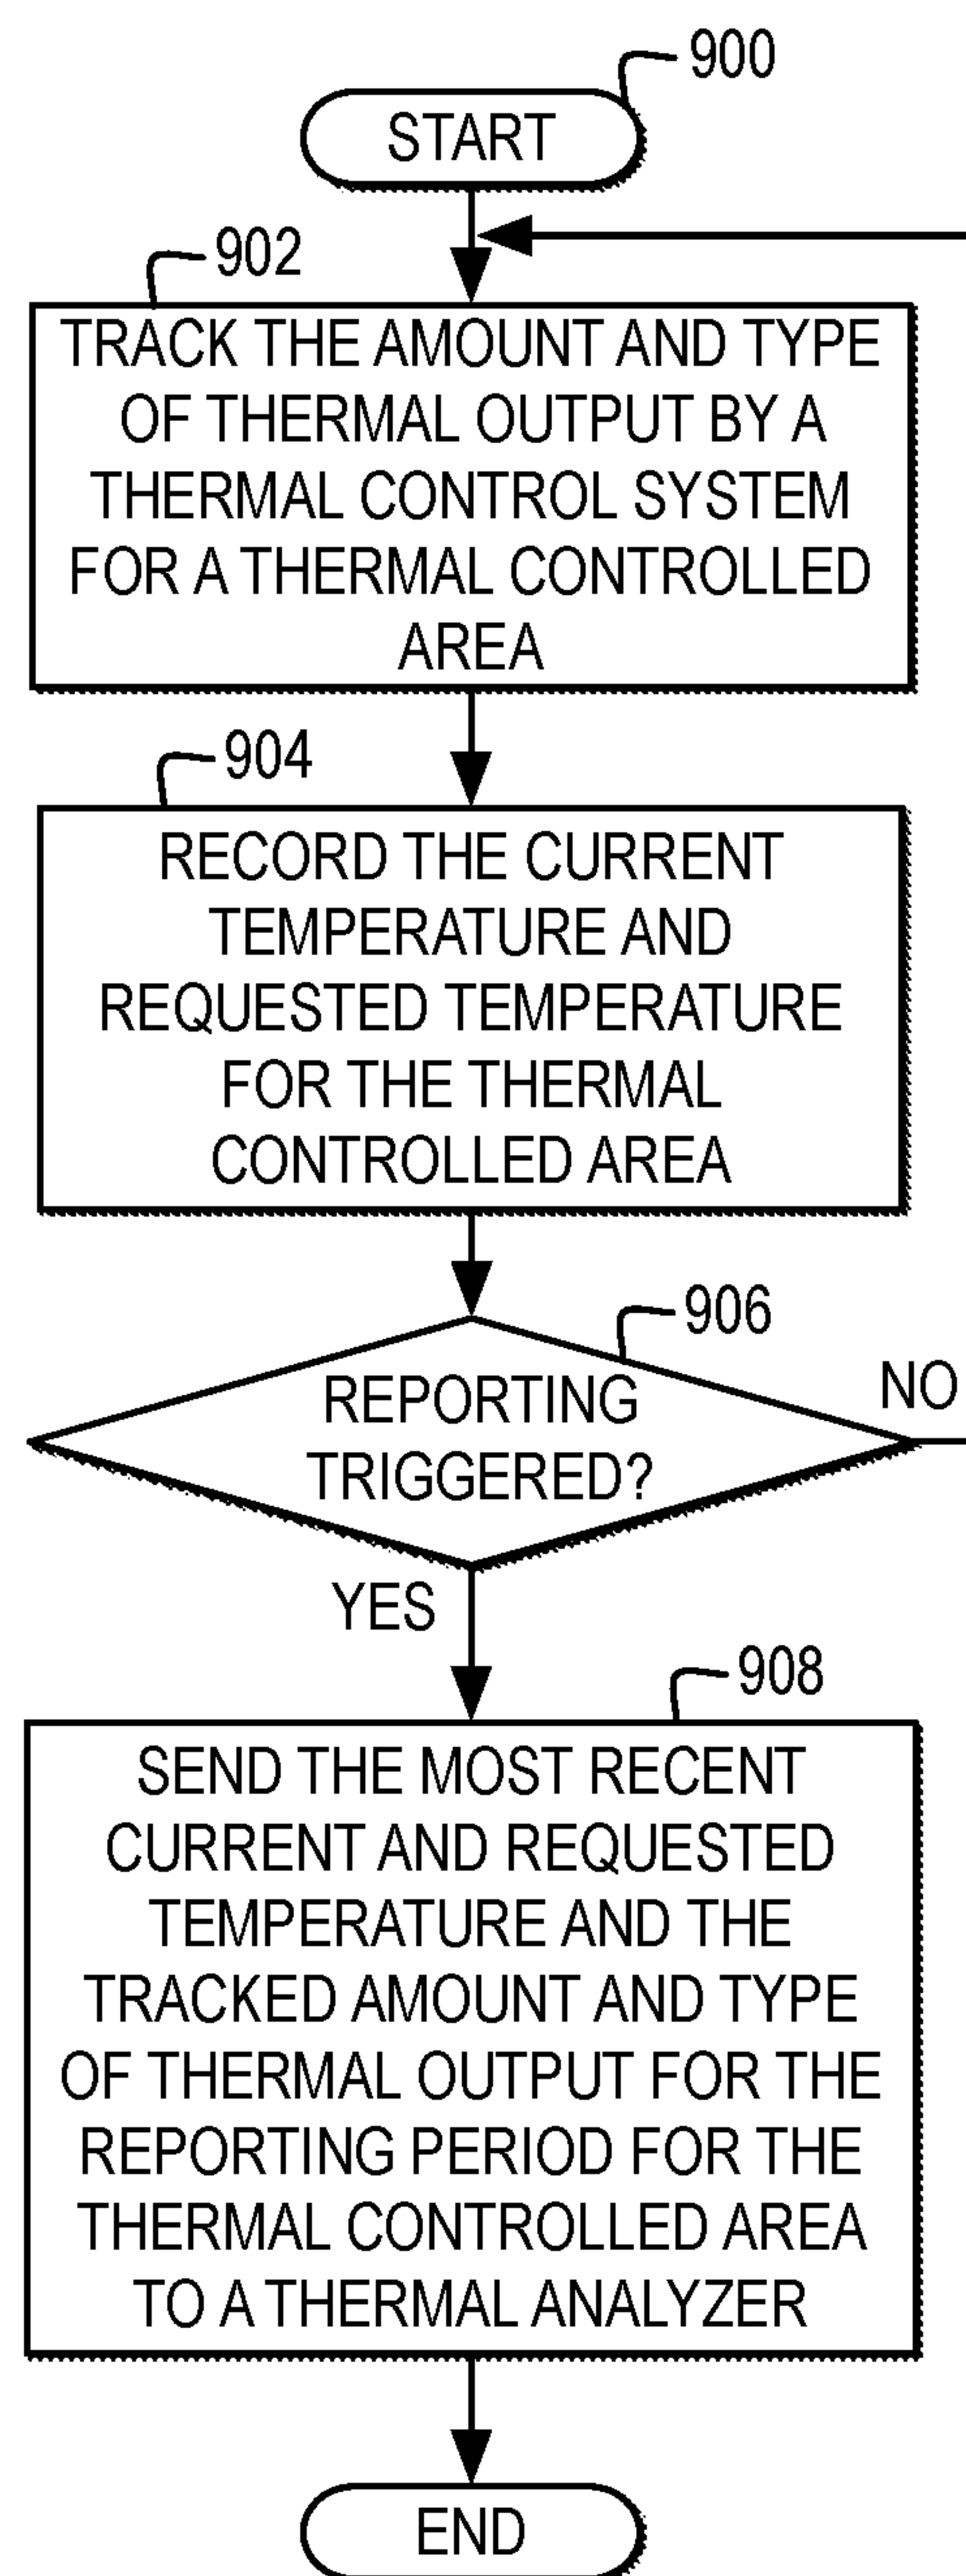 900
START
902
TRACK THE AMOUNT AND TYPE
OF THERMAL OUTPUT BY A
THERMAL CONTROL SYSTEM
FOR A THERMAL CONTROLLED
AREA
904
RECORD THE CURRENT
TEMPERATURE AND
REQUESTED TEMPERATURE
FOR THE THERMAL
CONTROLLED AREA
906
REPORTING
TRIGGERED?
NO
YES
908
SEND THE MOST RECENT
CURRENT AND REQUESTED
TEMPERATURE AND THE
TRACKED AMOUNT AND TYPE
OF THERMAL OUTPUT FOR THE
REPORTING PERIOD FOR THE
THERMAL CONTROLLED AREA
TO A THERMAL ANALYZER
END